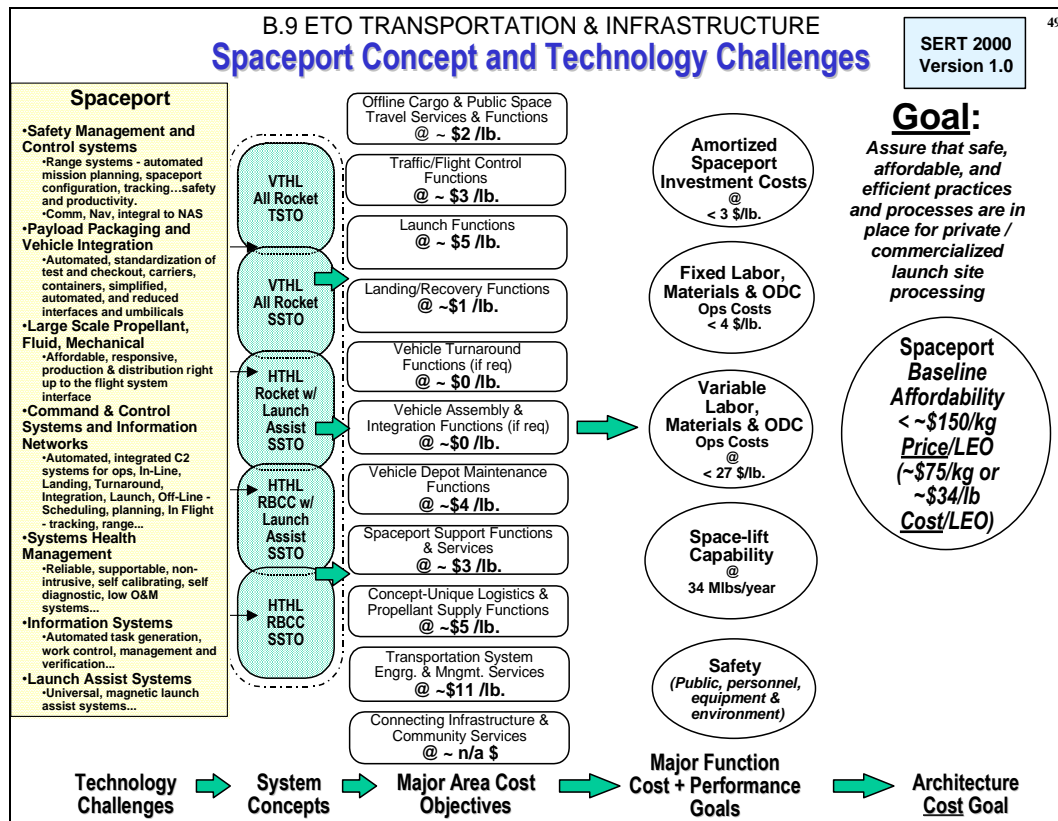 B.9 ETO TRANSPORTATION & INFRASTRUCTURE
49
Spaceport Concept and Technology Challenges
SERT 2000
Version 1.0
Spaceport
•Safety Management and
Control systems
•Range systems - automated
mission planning, spaceport
configuration, tracking…safety
and productivity.
•Comm, Nav, integral to NAS
•Payload Packaging and
Vehicle Integration
•Automated, standardization of
test and checkout, carriers,
containers, simplified,
automated, and reduced
interfaces and umbilicals
•Large Scale Propellant,
Fluid, Mechanical
•Affordable, responsive,
production & distribution right
up to the flight system
interface
•Command & Control
Systems and Information
Networks
•Automated, integrated C2
systems for ops, In-Line,
Landing, Turnaround,
Integration, Launch, Off-Line -
Scheduling, planning, In Flight
- tracking, range...
•Systems Health
Management
•Reliable, supportable, non-
intrusive, self calibrating, self
diagnostic, low O&M
systems...
•Information Systems
•Automated task generation,
work control, management and
verification...
•Launch Assist Systems
•Universal, magnetic launch
assist systems...
VTHL
All Rocket
TSTO
VTHL
All Rocket
SSTO
HTHL
Rocket w/
Launch
Assist
SSTO
HTHL
RBCC w/
Launch
Assist
SSTO
HTHL
RBCC
SSTO
Offline Cargo & Public Space
Travel Services & Functions
@ ~ $2 /lb.
Traffic/Flight Control
Functions
@ ~ $3 /lb.
Launch Functions
@ ~ $5 /lb.
Landing/Recovery Functions
@ ~$1 /lb.
Vehicle Turnaround
Functions (if req)
@ ~ $0 /lb.
Vehicle Assembly &
Integration Functions (if req)
@ ~$0 /lb.
Vehicle Depot Maintenance
Functions
@ ~ $4 /lb.
Spaceport Support Functions
& Services
@ ~ $3 /lb.
Concept-Unique Logistics &
Propellant Supply Functions
@ ~$5 /lb.
Transportation System
Engrg. & Mngmt. Services
@ ~$11 /lb.
Connecting Infrastructure &
Community Services
@ ~ n/a $
Amortized
Spaceport
Investment Costs
@
< 3 $/lb.
Fixed Labor,
Materials & ODC
Ops Costs
< 4 $/lb.
Variable
Labor,
Materials & ODC
Ops Costs
@
< 27 $/lb.
Space-lift
Capability
@
34 Mlbs/year
Safety
(Public, personnel,
equipment &
environment)
Goal:
Assure that safe,
affordable, and
efficient practices
and processes are in
place for private /
commercialized
launch site
processing
Spaceport
Baseline
Affordability
< ~$150/kg
Price/LEO
(~$75/kg or
~$34/lb
Cost/LEO)
Technology
Challenges
System
Concepts
Major Area Cost
Objectives
Major Function
Cost + Performance
Goals
Architecture
Cost Goal